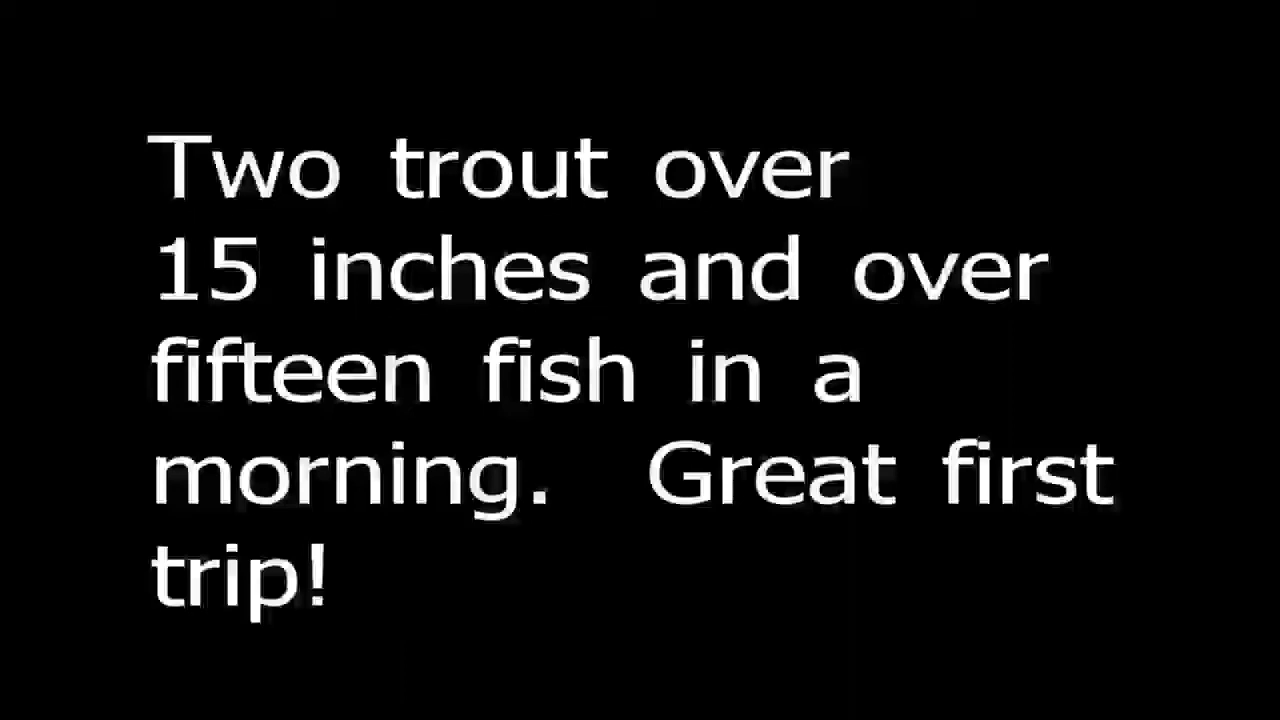 Two trout over
15 inches and over
fifteen fish in a
morning.  Great first
trip!